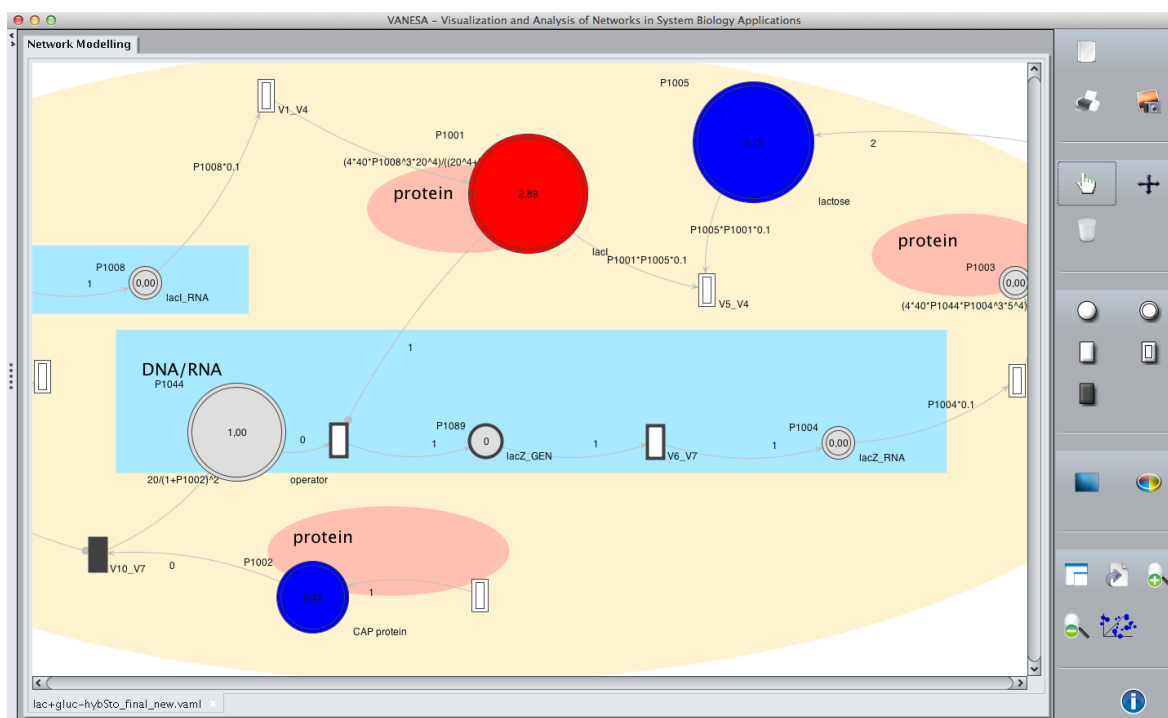 VANESA – Visualization and Analysis of Networks in System Biology Applications
Network Modelling
P1005
V1_V4
P1001
3,13
2
P1008*0.1
(4*40*P1008^3*20^4)/((20^4+
protein
2,89
lactose
P1005*P1001*0.1
protein
lacI
P1001*P1005*0.1
P1008
P1003
1
0,00
lacI_RNA
0,00
V5_V4
(4*40*P1044*P1004^3*5^4)
1
DNA/RNA
P1044
P1004*0.1
1,00
0
P1089
1
0
lacZ_GEN
1
V6_V7
1
P1004
0,00
lacZ_RNA
20/(1+P1002)^2
operator
protein
V10_V7
0
P1002
0,12
1
CAP protein
lac+gluc-hybSto_final_new.vaml